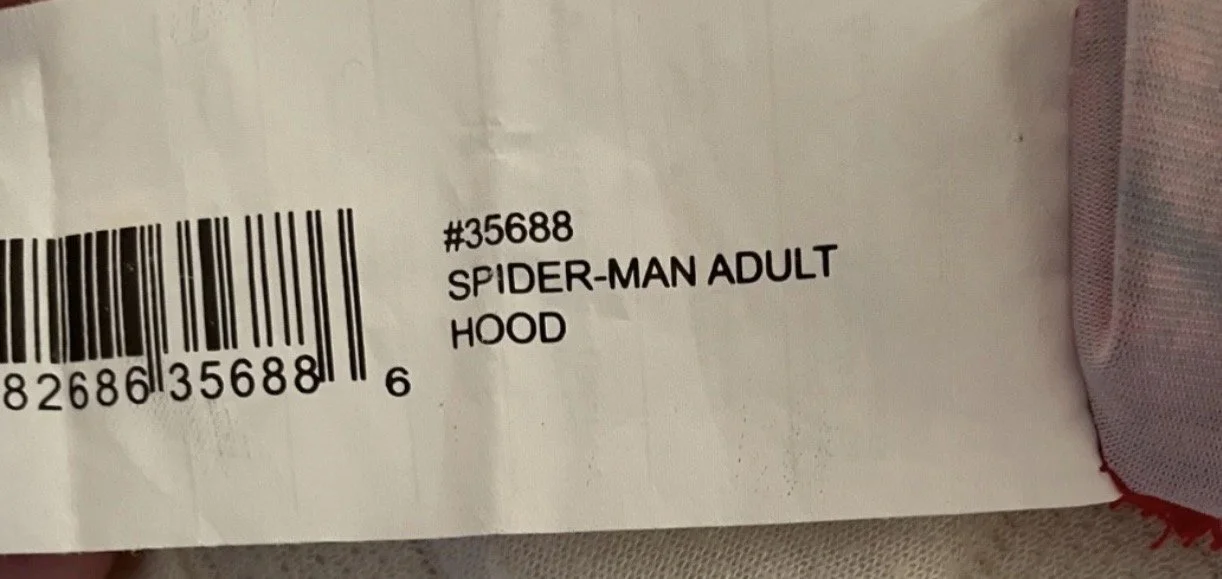 #35688
SPIDER-MAN ADULT
HOOD
82686 35688 6